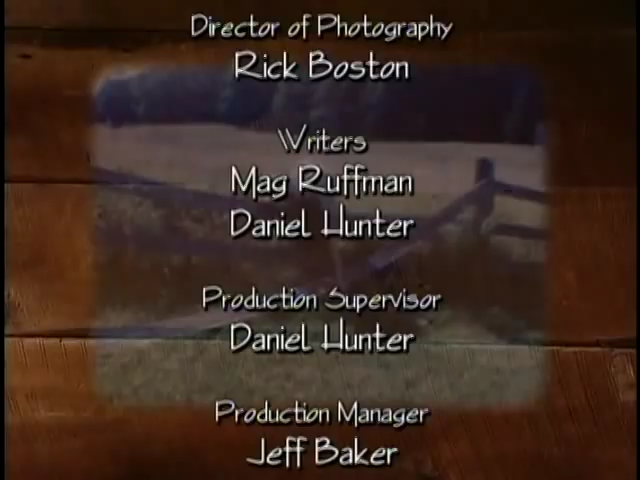 Director of Photography
Rick Boston
Writers
Mag Ruffman
Daniel Hunter
Production Supervisor
Daniel Hunter
Production Manager
Jeff Baker